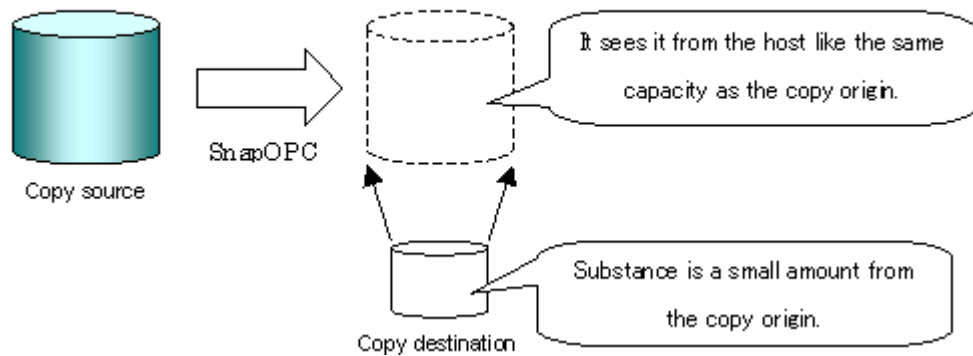 It sees it from the host like the same
capacity as the copy origin.
SnapOPC
Copy source
Substance is a small amount from
the copy origin.
Copy destination